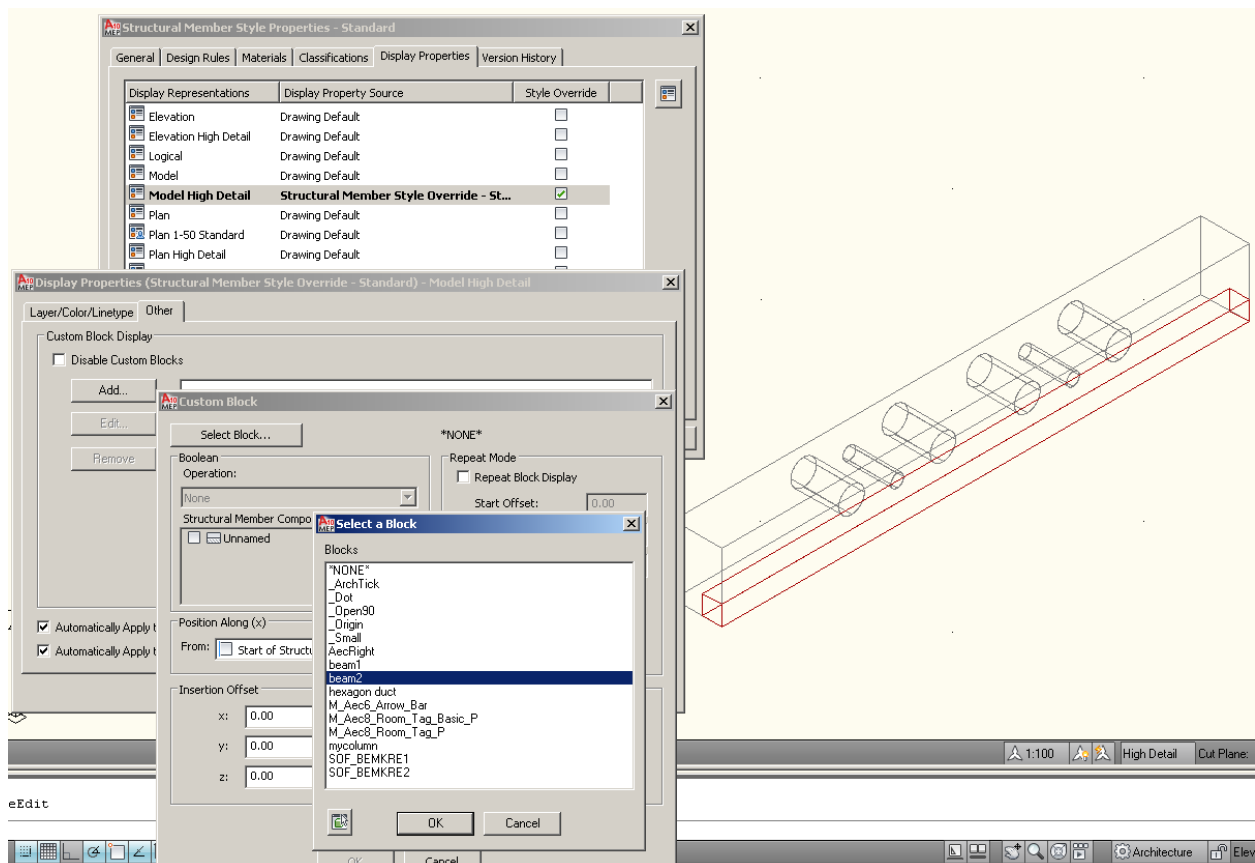 Structural Member Style Properties - Standard
General Design Rules Materials Classifications Display Properties Version History
Display Representations Display Property Source Style Override
Elevation Drawing Default
Elevation High Detail Drawing Default
Logical Drawing Default
Model Drawing Default
Model High Detail Structural Member Style Override - St...
Plan Drawing Default
Plan 1-50 Standard Drawing Default
Plan High Detail Drawing Default
Display Properties (Structural Member Style Override - Standard) - Model High Detail
Layer/Color/Linetype Other
Custom Block Display
Disable Custom Blocks
Add...
Edit...
Remove
Automatically Apply t
Automatically Apply t
Custom Block
Select Block... *NONE*
Boolean
Operation:
None
Structural Member Compo
Unnamed
Repeat Mode
Repeat Block Display
Start Offset: 0.00
Position Along (x)
From: Start of Structu
Insertion Offset
x: 0.00
y: 0.00
z: 0.00
OK Cancel
Select a Block
Blocks
*NONE*
_ArchTick
_Dot
_Open90
_Origin
_Small
AecRight
beam1
beam2
hexagon duct
M_Aec6_Arrow_Bar
M_Aec8_Room_Tag_Basic_P
M_Aec8_Room_Tag_P
mycolumn
SOF_BEMKRE1
SOF_BEMKRE2
OK Cancel
1:100 High Detail Cut Plane:
eEdit
Architecture Elev